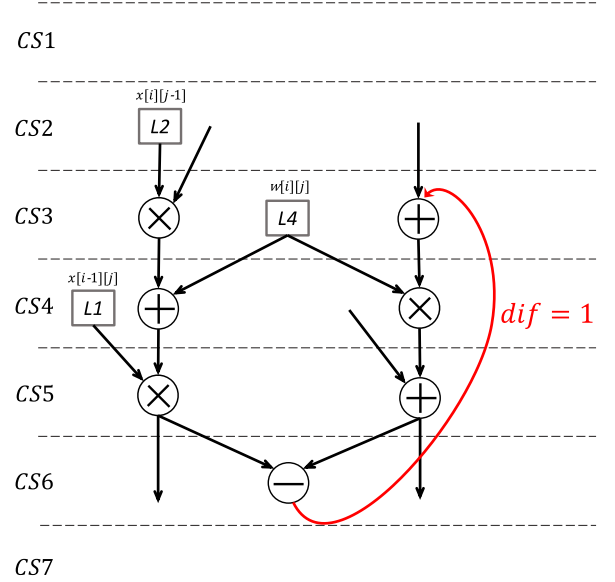 CS1
x[i][j-1]
CS2
L2
w[i][j]
CS3
×
L4
+
x[i-1][j]
CS4
L1
+
×
dif = 1
CS5
×
+
CS6
−
CS7